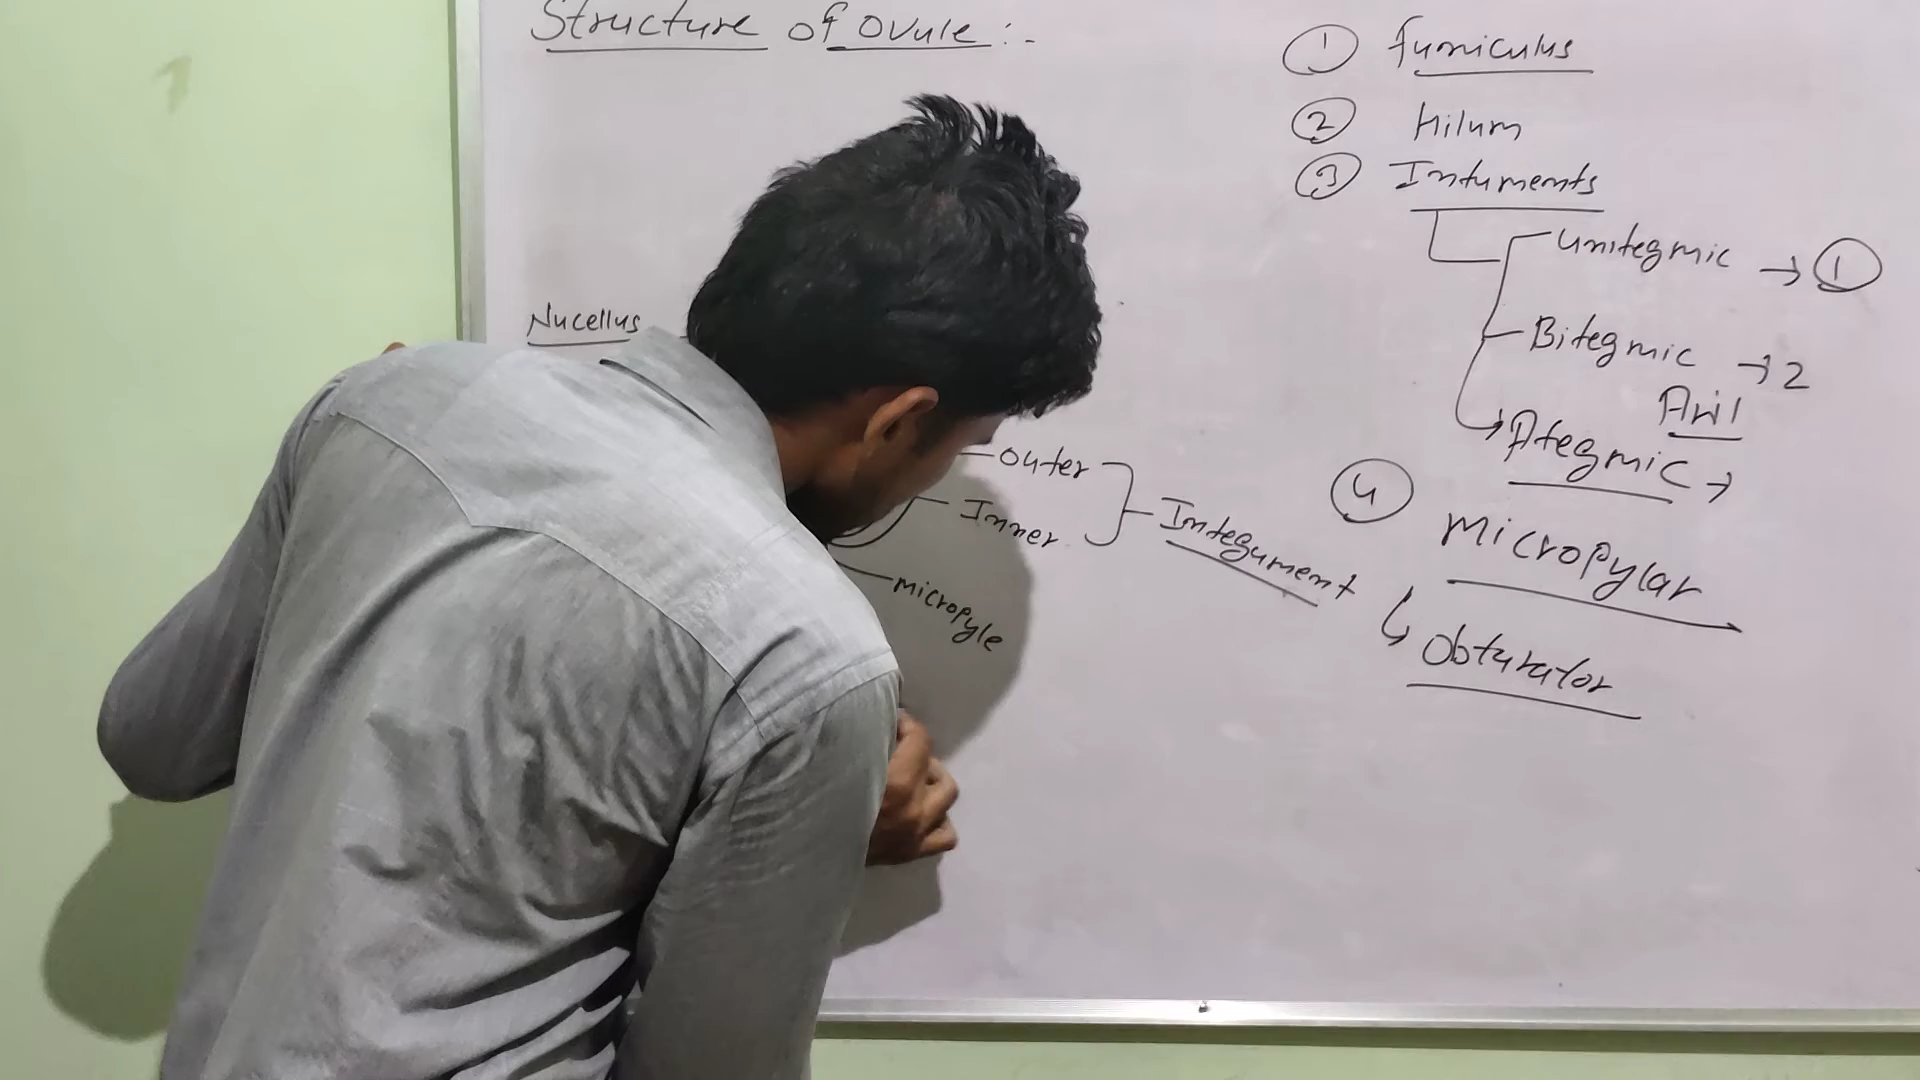 Structure of Ovule :-
Nucellus
Outer
Inner
Integument
micropyle
① funiculus
② Hilum
③ Intuments
Unitegmic → ①
Bitegmic → 2
Aril
Ategmic →
④ Micropylar
↳ Obturator